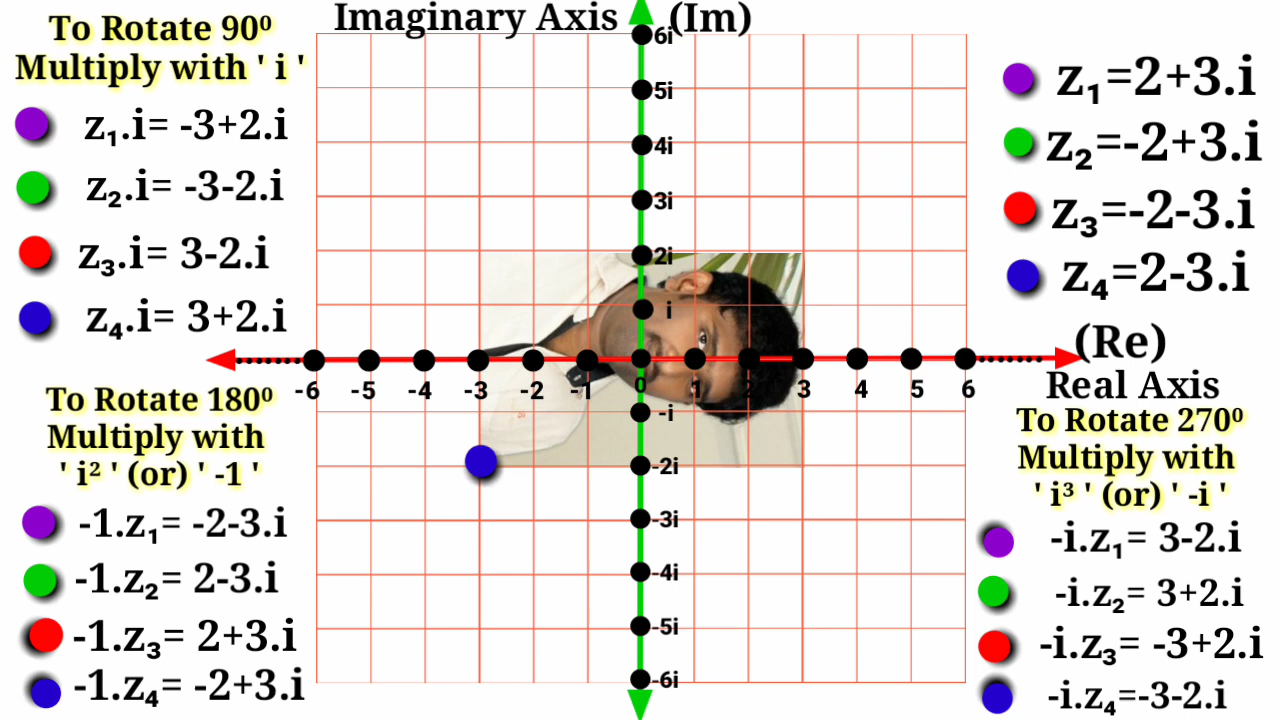 Imaginary Axis (Im)
To Rotate 90⁰
Multiply with ' i '
z₁.i= -3+2.i
z₂.i= -3-2.i
z₃.i= 3-2.i
z₄.i= 3+2.i
z₁=2+3.i
z₂=-2+3.i
z₃=-2-3.i
z₄=2-3.i
6i
5i
4i
3i
2i
i
-6 -5 -4 -3 -2 -1 0 1 2 3 4 5 6
-i
-2i
-3i
-4i
-5i
-6i
(Re)
Real Axis
To Rotate 180⁰
Multiply with
' i² ' (or) ' -1 '
-1.z₁= -2-3.i
-1.z₂= 2-3.i
-1.z₃= 2+3.i
-1.z₄= -2+3.i
To Rotate 270⁰
Multiply with
' i³ ' (or) ' -i '
-i.z₁= 3-2.i
-i.z₂= 3+2.i
-i.z₃= -3+2.i
-i.z₄=-3-2.i